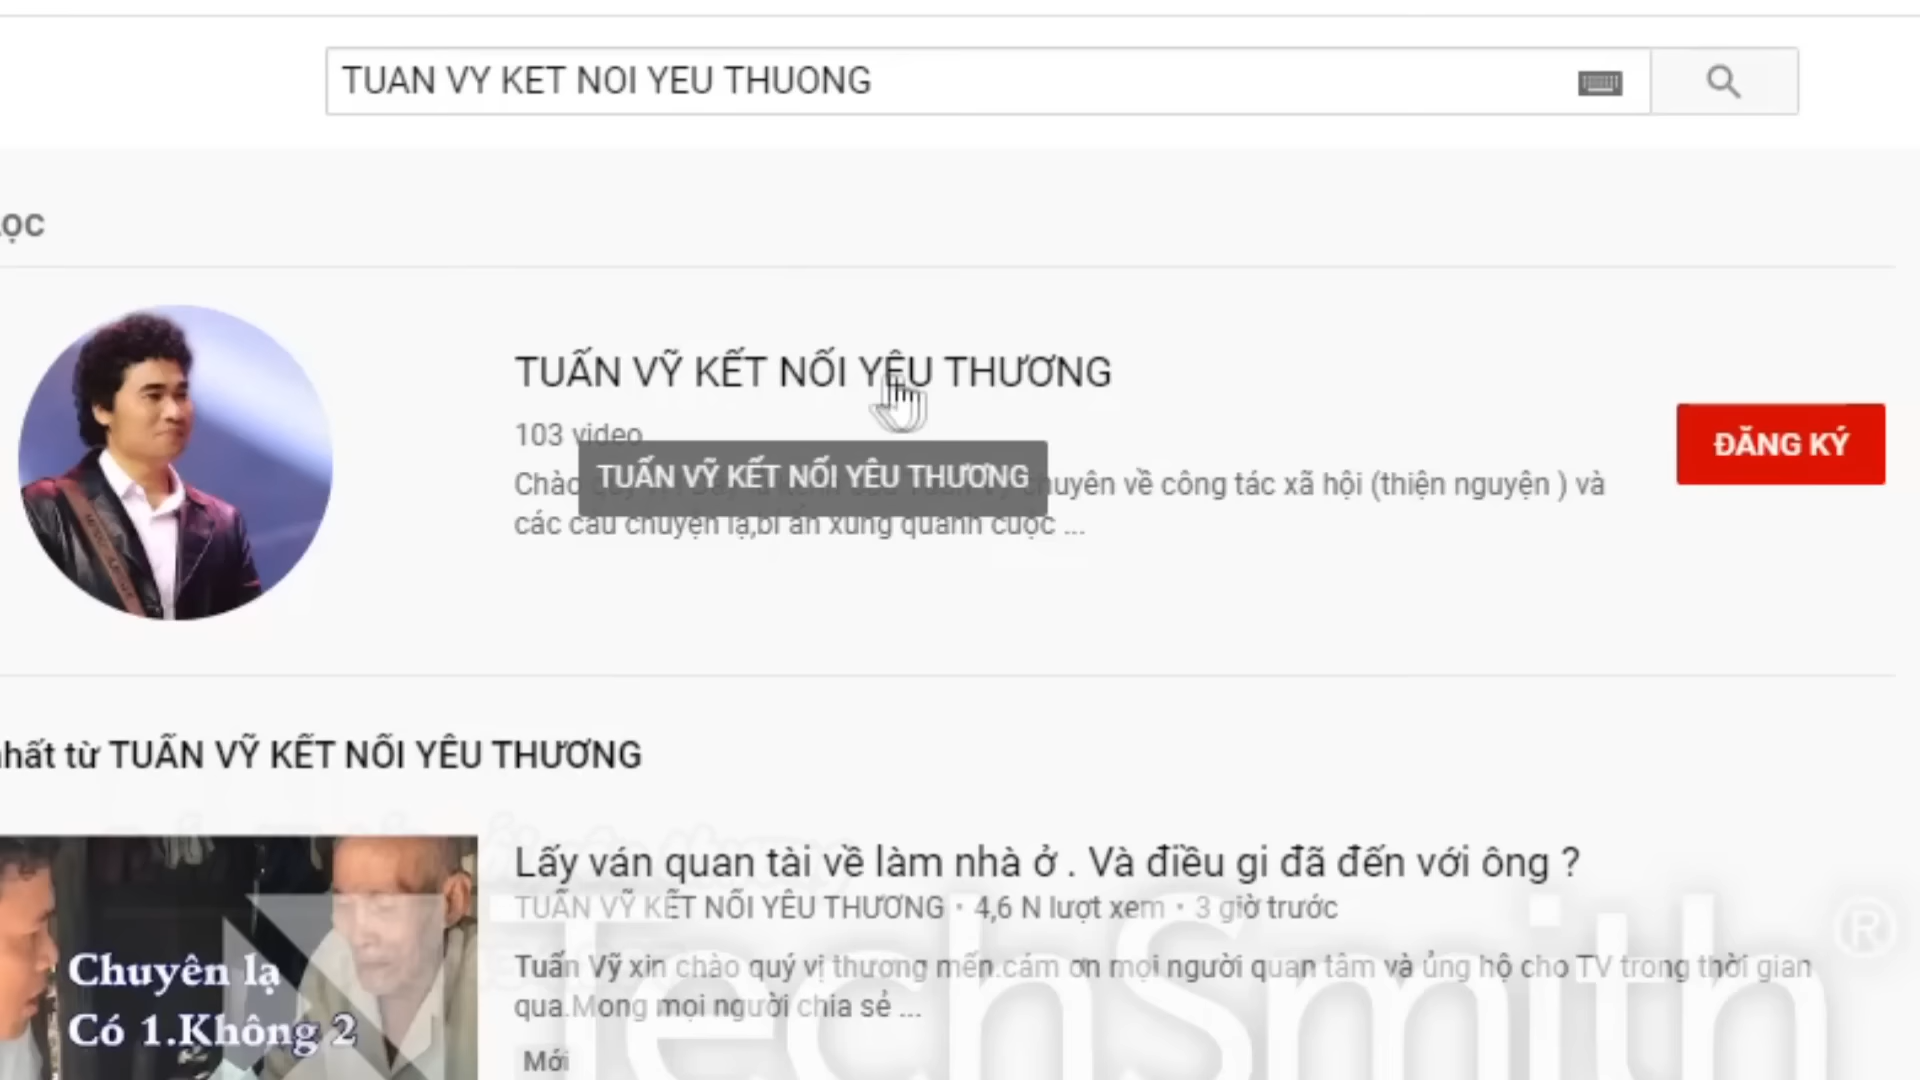 TUAN VY KET NOI YEU THUONG
ọc
TUẤN VỸ KẾT NỐI YÊU THƯƠNG
103 video
ĐĂNG KÝ
TUẤN VỸ KẾT NỐI YÊU THƯƠNG
Chào chuyên về công tác xã hội (thiện nguyện ) và
các câu chuyện lạ,bí ẩn xung quanh cuộc ...
nhất từ TUẤN VỸ KẾT NỐI YÊU THƯƠNG
Lấy ván quan tài về làm nhà ở . Và điều gi đã đến với ông ?
TUẤN VỸ KẾT NỐI YÊU THƯƠNG • 4,6 N lượt xem • 3 giờ trước
Tuấn Vỹ xin chào quý vị thương mến.cám ơn mọi người quan tâm và ủng hộ cho TV trong thời gian
qua.Mong mọi người chia sẻ ...
Mới
Chuyên lạ
Có 1.Không 2
TechSmith®